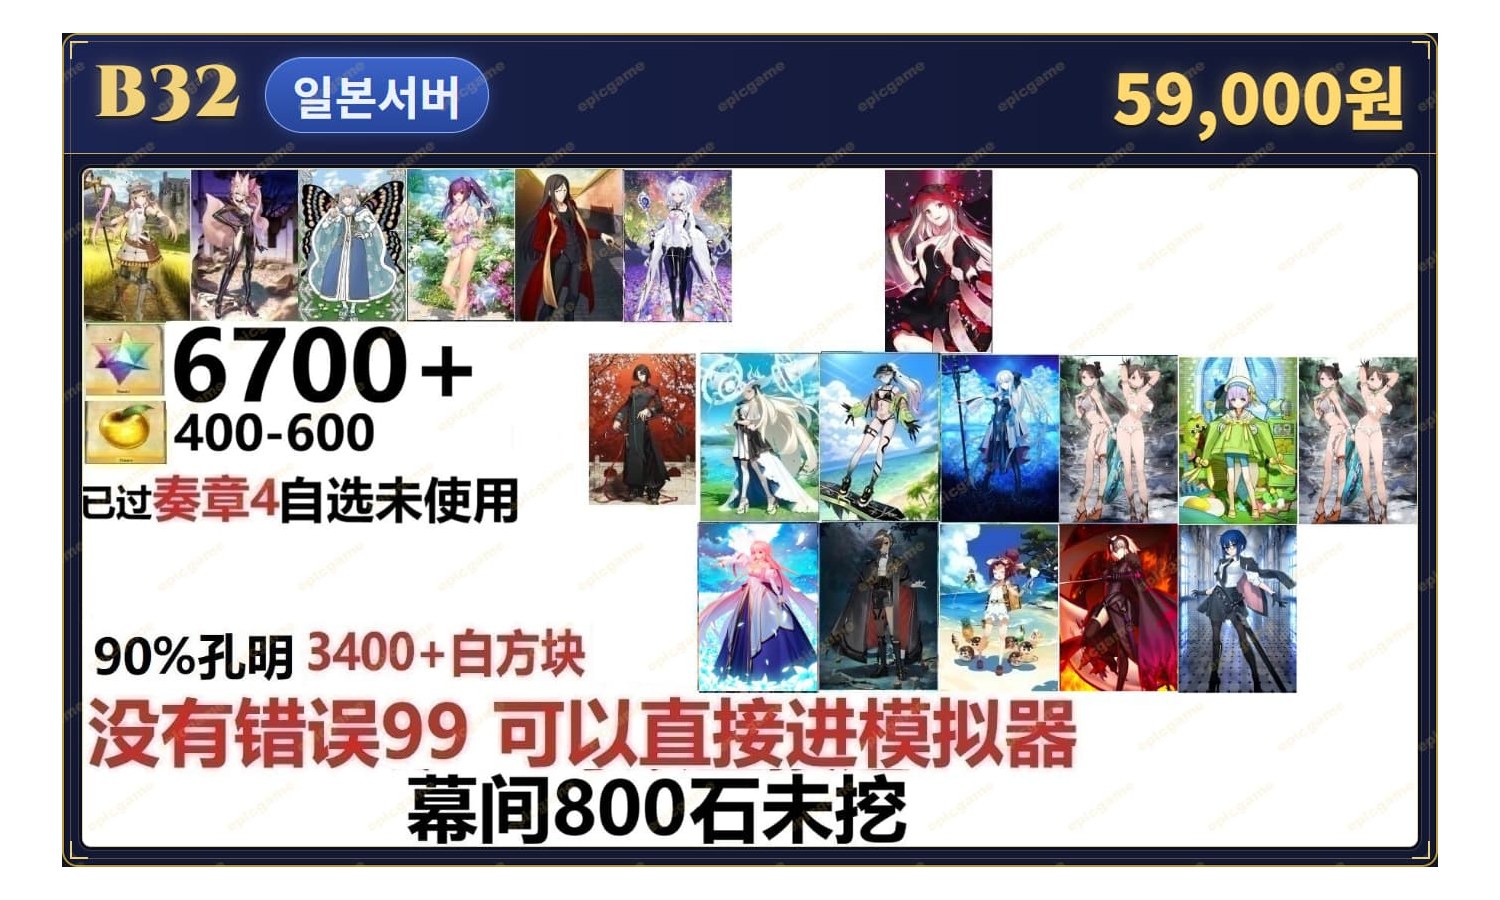 B32 일본서버 59,000원
6700+
400-600
已过奏章4自选未使用
90%孔明 3400+白方块
没有错误99 可以直接进模拟器
幕间800石未挖
epicgame